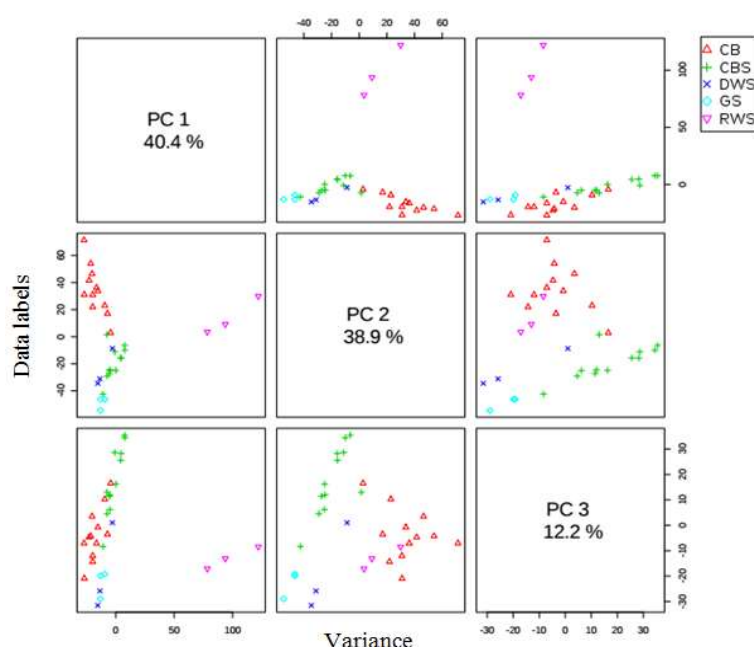 -40 -20 0 20 40 60
PC 1
40.4 %
0 50 100
CB
CBS
DWS
GS
RWS
Data labels
40 20 0 20 40 60
PC 2
38.9 %
PC 3
12.2 %
-30 -20 -10 0 10 20 30
0 50 100
-30 -20 -10 0 10 20 30
Variance